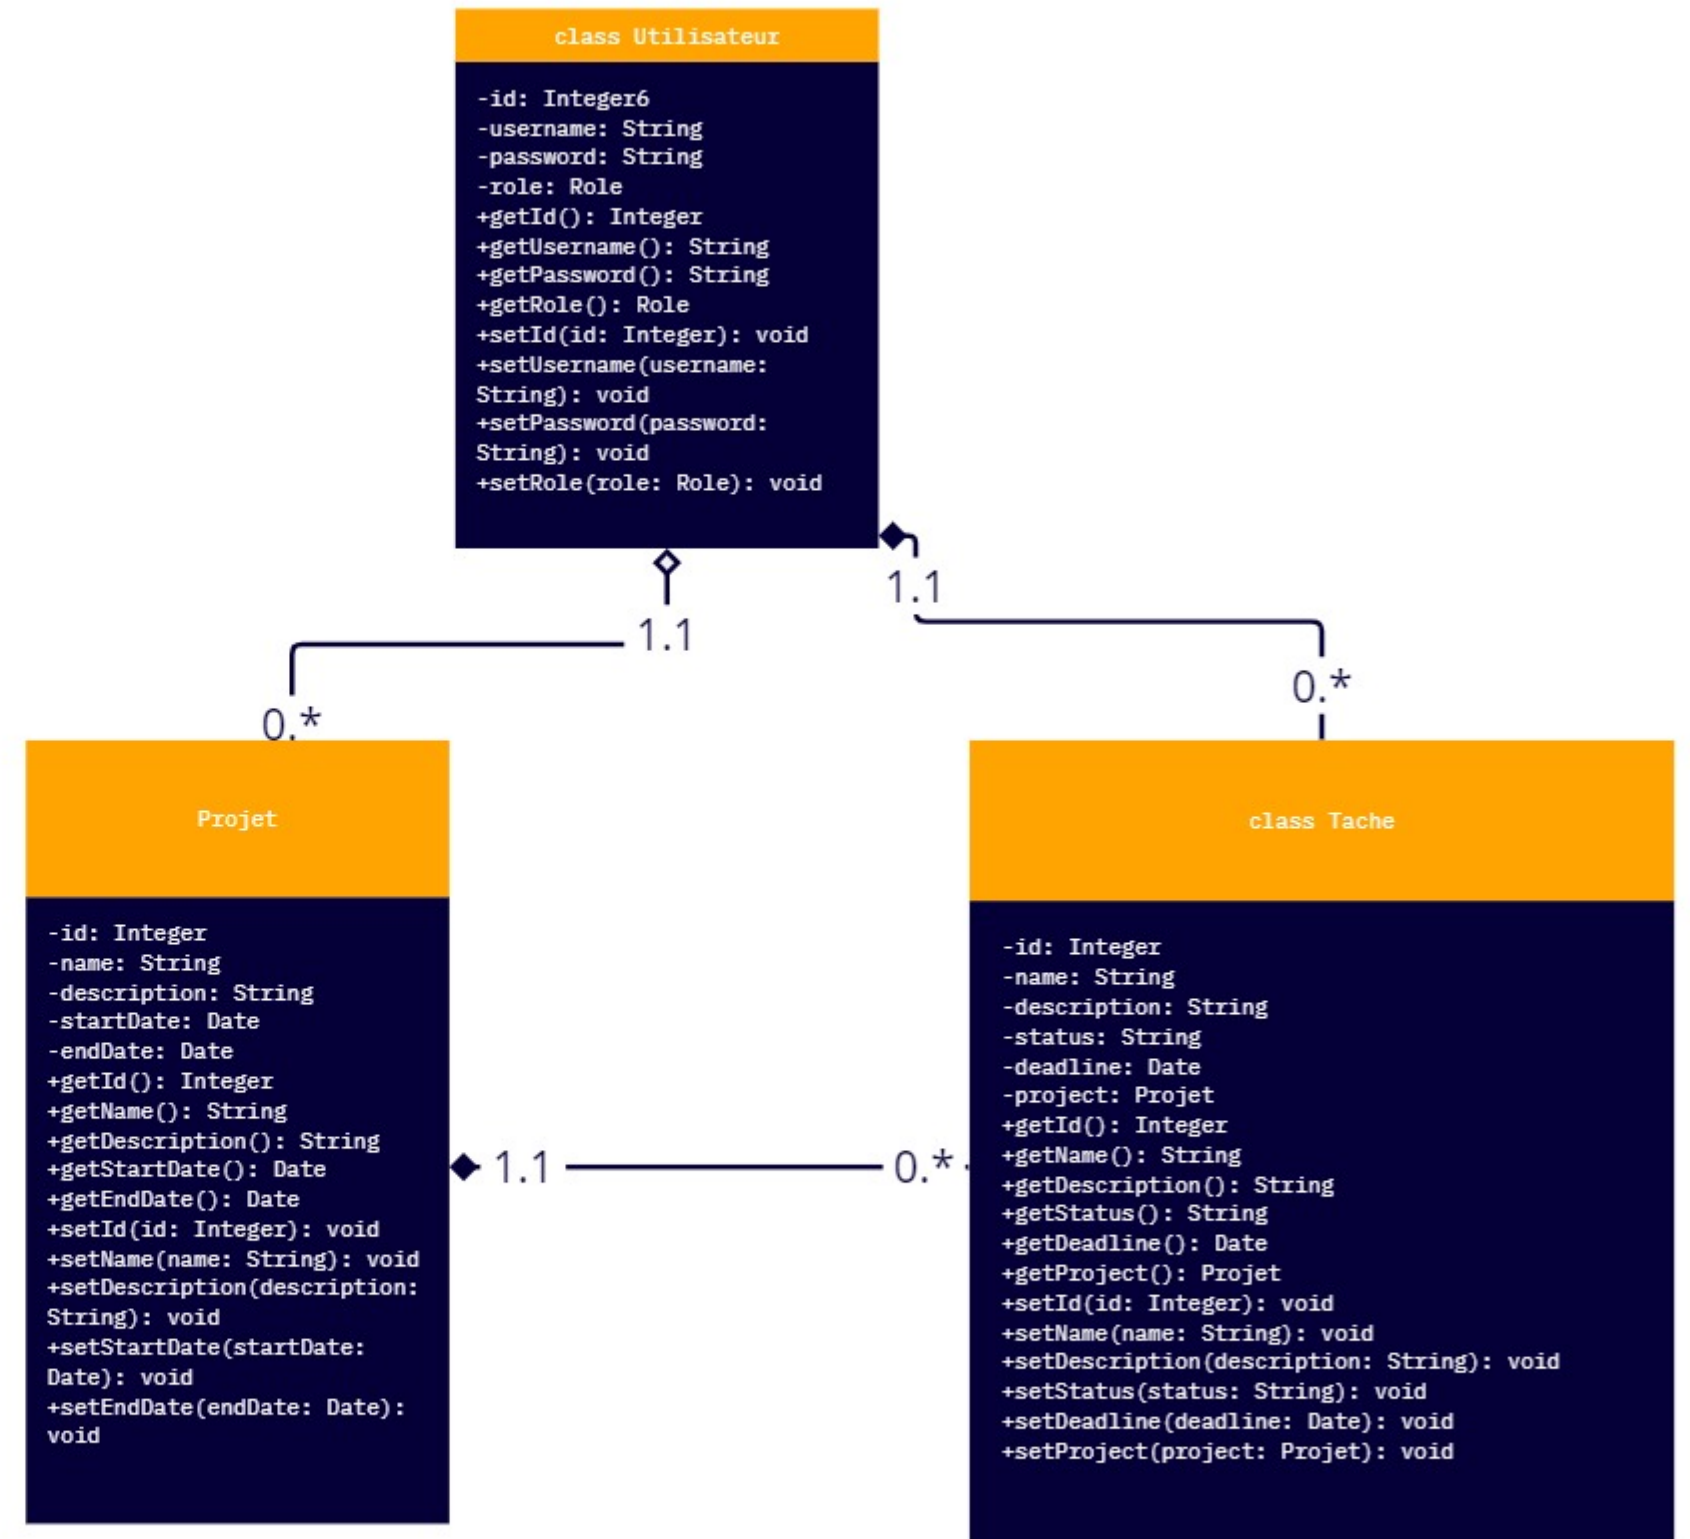 class Utilisateur
-id: Integer6
-username: String
-password: String
-role: Role
+getId(): Integer
+getUsername(): String
+getPassword(): String
+getRole(): Role
+setId(id: Integer): void
+setUsername(username:
String): void
+setPassword(password:
String): void
+setRole(role: Role): void
1.1
1.1
0.*
0.*
Projet
-id: Integer
-name: String
-description: String
-startDate: Date
-endDate: Date
+getId(): Integer
+getName(): String
+getDescription(): String
+getStartDate(): Date
+getEndDate(): Date
+setId(id: Integer): void
+setName(name: String): void
+setDescription(description:
String): void
+setStartDate(startDate:
Date): void
+setEndDate(endDate: Date):
void
1.1
0.*
class Tache
-id: Integer
-name: String
-description: String
-status: String
-deadline: Date
-project: Projet
+getId(): Integer
+getName(): String
+getDescription(): String
+getStatus(): String
+getDeadline(): Date
+getProject(): Projet
+setId(id: Integer): void
+setName(name: String): void
+setDescription(description: String): void
+setStatus(status: String): void
+setDeadline(deadline: Date): void
+setProject(project: Projet): void